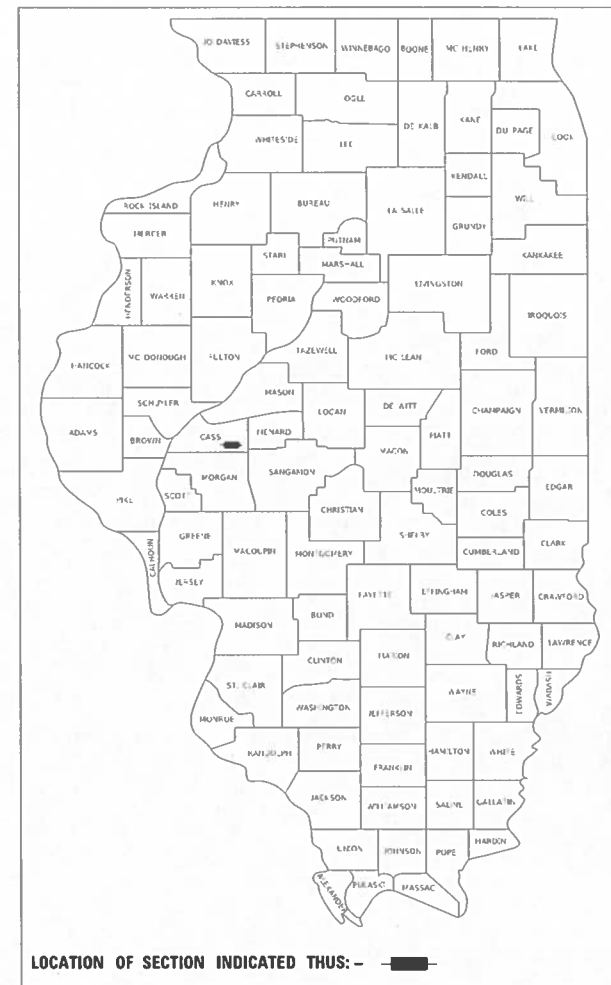 JO DAVIESS STEPHENSON WINNEBAGO BOONE MC HENRY LAKE
CARROLL OGLE DE KALB KANE DU PAGE COOK
WHITESIDE LEE KENDALL WILL
ROCK ISLAND HENRY BUREAU LA SALLE GRUNDY
MERCER PUTNAM KANKAKEE
HENDERSON WARREN KNOX STARK MARSHALL LIVINGSTON
PEORIA WOODFORD IROQUOIS
HANCOCK MC DONOUGH FULTON TAZEWELL MC LEAN FORD
SCHUYLER MASON LOGAN DE WITT CHAMPAIGN VERMILION
ADAMS BROWN CASS MENARD MACON PIATT
PIKE SCOTT MORGAN SANGAMON MOULTRIE DOUGLAS EDGAR
CHRISTIAN COLES
CALHOUN GREENE MACOUPIN MONTGOMERY SHELBY CUMBERLAND CLARK
JERSEY FAYETTE EFFINGHAM JASPER CRAWFORD
MADISON BOND CLAY RICHLAND LAWRENCE
CLINTON MARION
ST. CLAIR WASHINGTON WAYNE EDWARDS WABASH
MONROE JEFFERSON
RANDOLPH PERRY HAMILTON WHITE
FRANKLIN
JACKSON WILLIAMSON SALINE GALLATIN
UNION JOHNSON POPE HARDIN
ALEXANDER PULASKI MASSAC
LOCATION OF SECTION INDICATED THUS: -